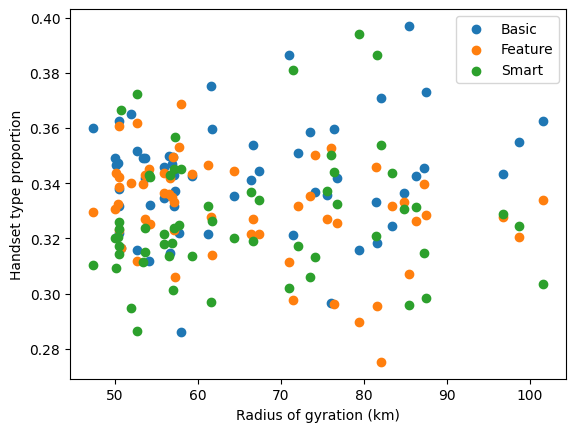 Basic
Feature
Smart
0.40
0.38
0.36
0.34
0.32
0.30
0.28
Handset type proportion
50
60
70
80
90
100
Radius of gyration (km)